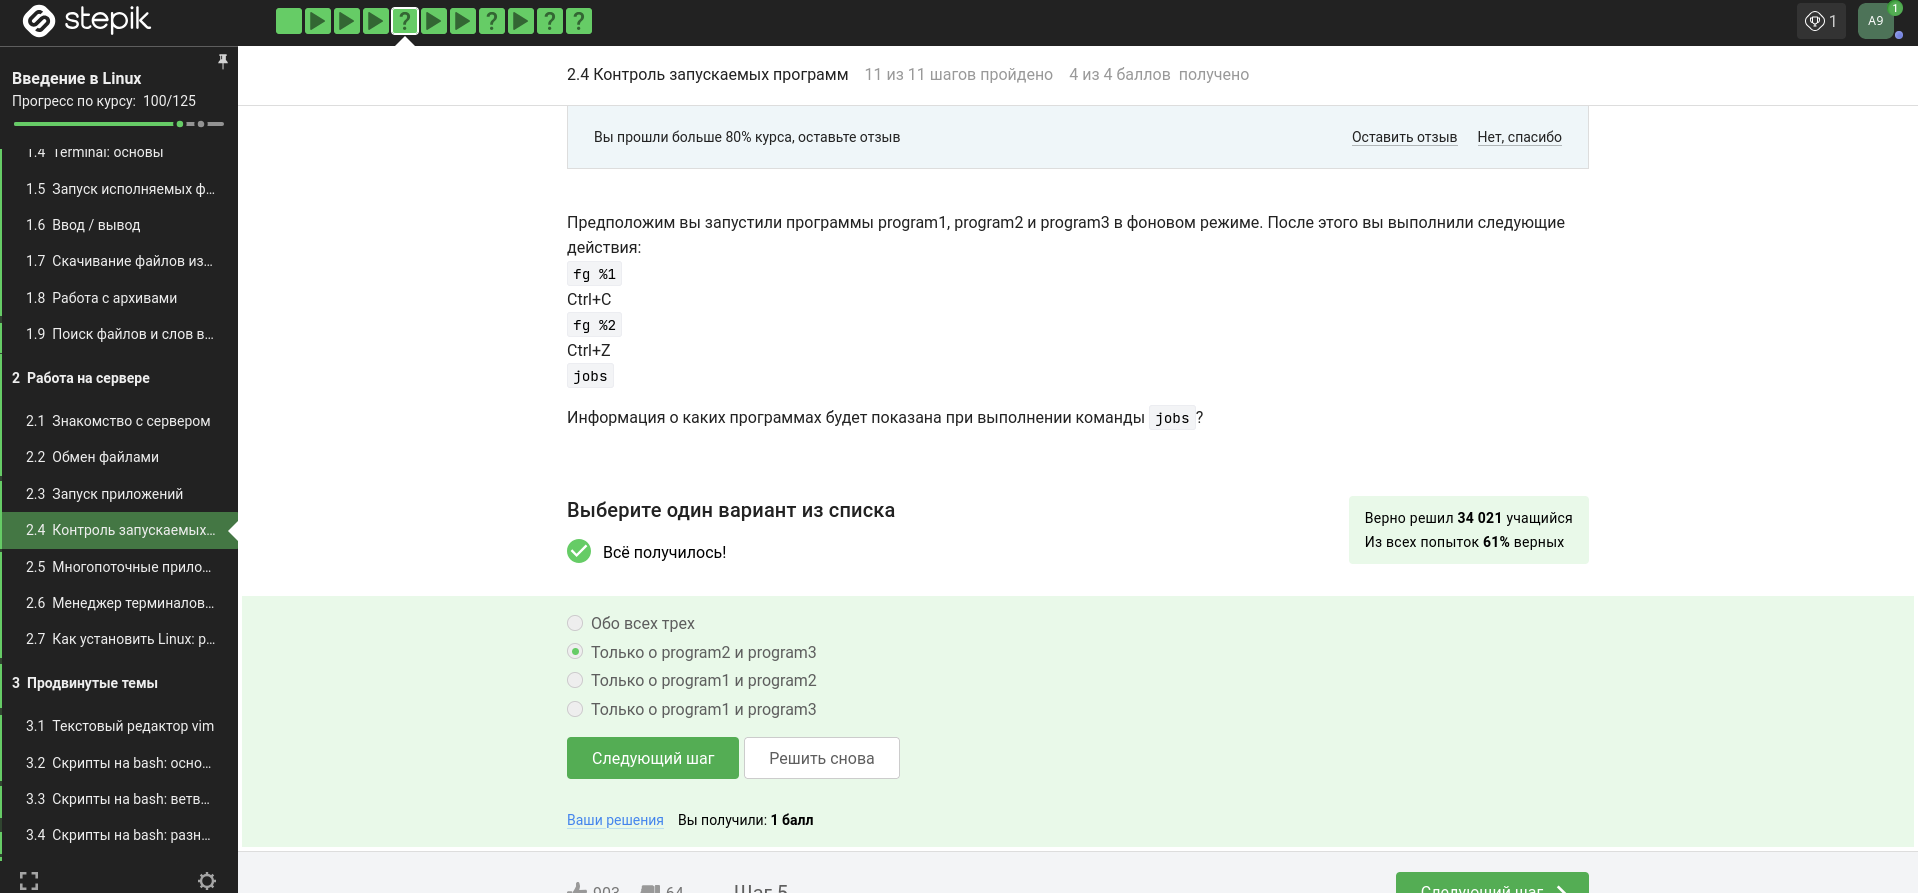 stepik
? ? ? ?
1
A9
1
Введение в Linux
Прогресс по курсу: 100/125
1.4 Terminal: основы
1.5 Запуск исполняемых ф...
1.6 Ввод / вывод
1.7 Скачивание файлов из...
1.8 Работа с архивами
1.9 Поиск файлов и слов в...
2 Работа на сервере
2.1 Знакомство с сервером
2.2 Обмен файлами
2.3 Запуск приложений
2.4 Контроль запускаемых...
2.5 Многопоточные прило...
2.6 Менеджер терминалов...
2.7 Как установить Linux: р...
3 Продвинутые темы
3.1 Текстовый редактор vim
3.2 Скрипты на bash: осно...
3.3 Скрипты на bash: ветв...
3.4 Скрипты на bash: разн...
2.4 Контроль запускаемых программ 11 из 11 шагов пройдено 4 из 4 баллов получено
Вы прошли больше 80% курса, оставьте отзыв Оставить отзыв Нет, спасибо
Предположим вы запустили программы program1, program2 и program3 в фоновом режиме. После этого вы выполнили следующие
действия:
fg %1
Ctrl+C
fg %2
Ctrl+Z
jobs
Информация о каких программах будет показана при выполнении команды jobs?
Выберите один вариант из списка
Всё получилось!
Верно решил 34 021 учащийся
Из всех попыток 61% верных
Обо всех трех
Только о program2 и program3
Только о program1 и program2
Только о program1 и program3
Следующий шаг Решить снова
Ваши решения Вы получили: 1 балл
903 64 Шаг 5 Следующий шаг